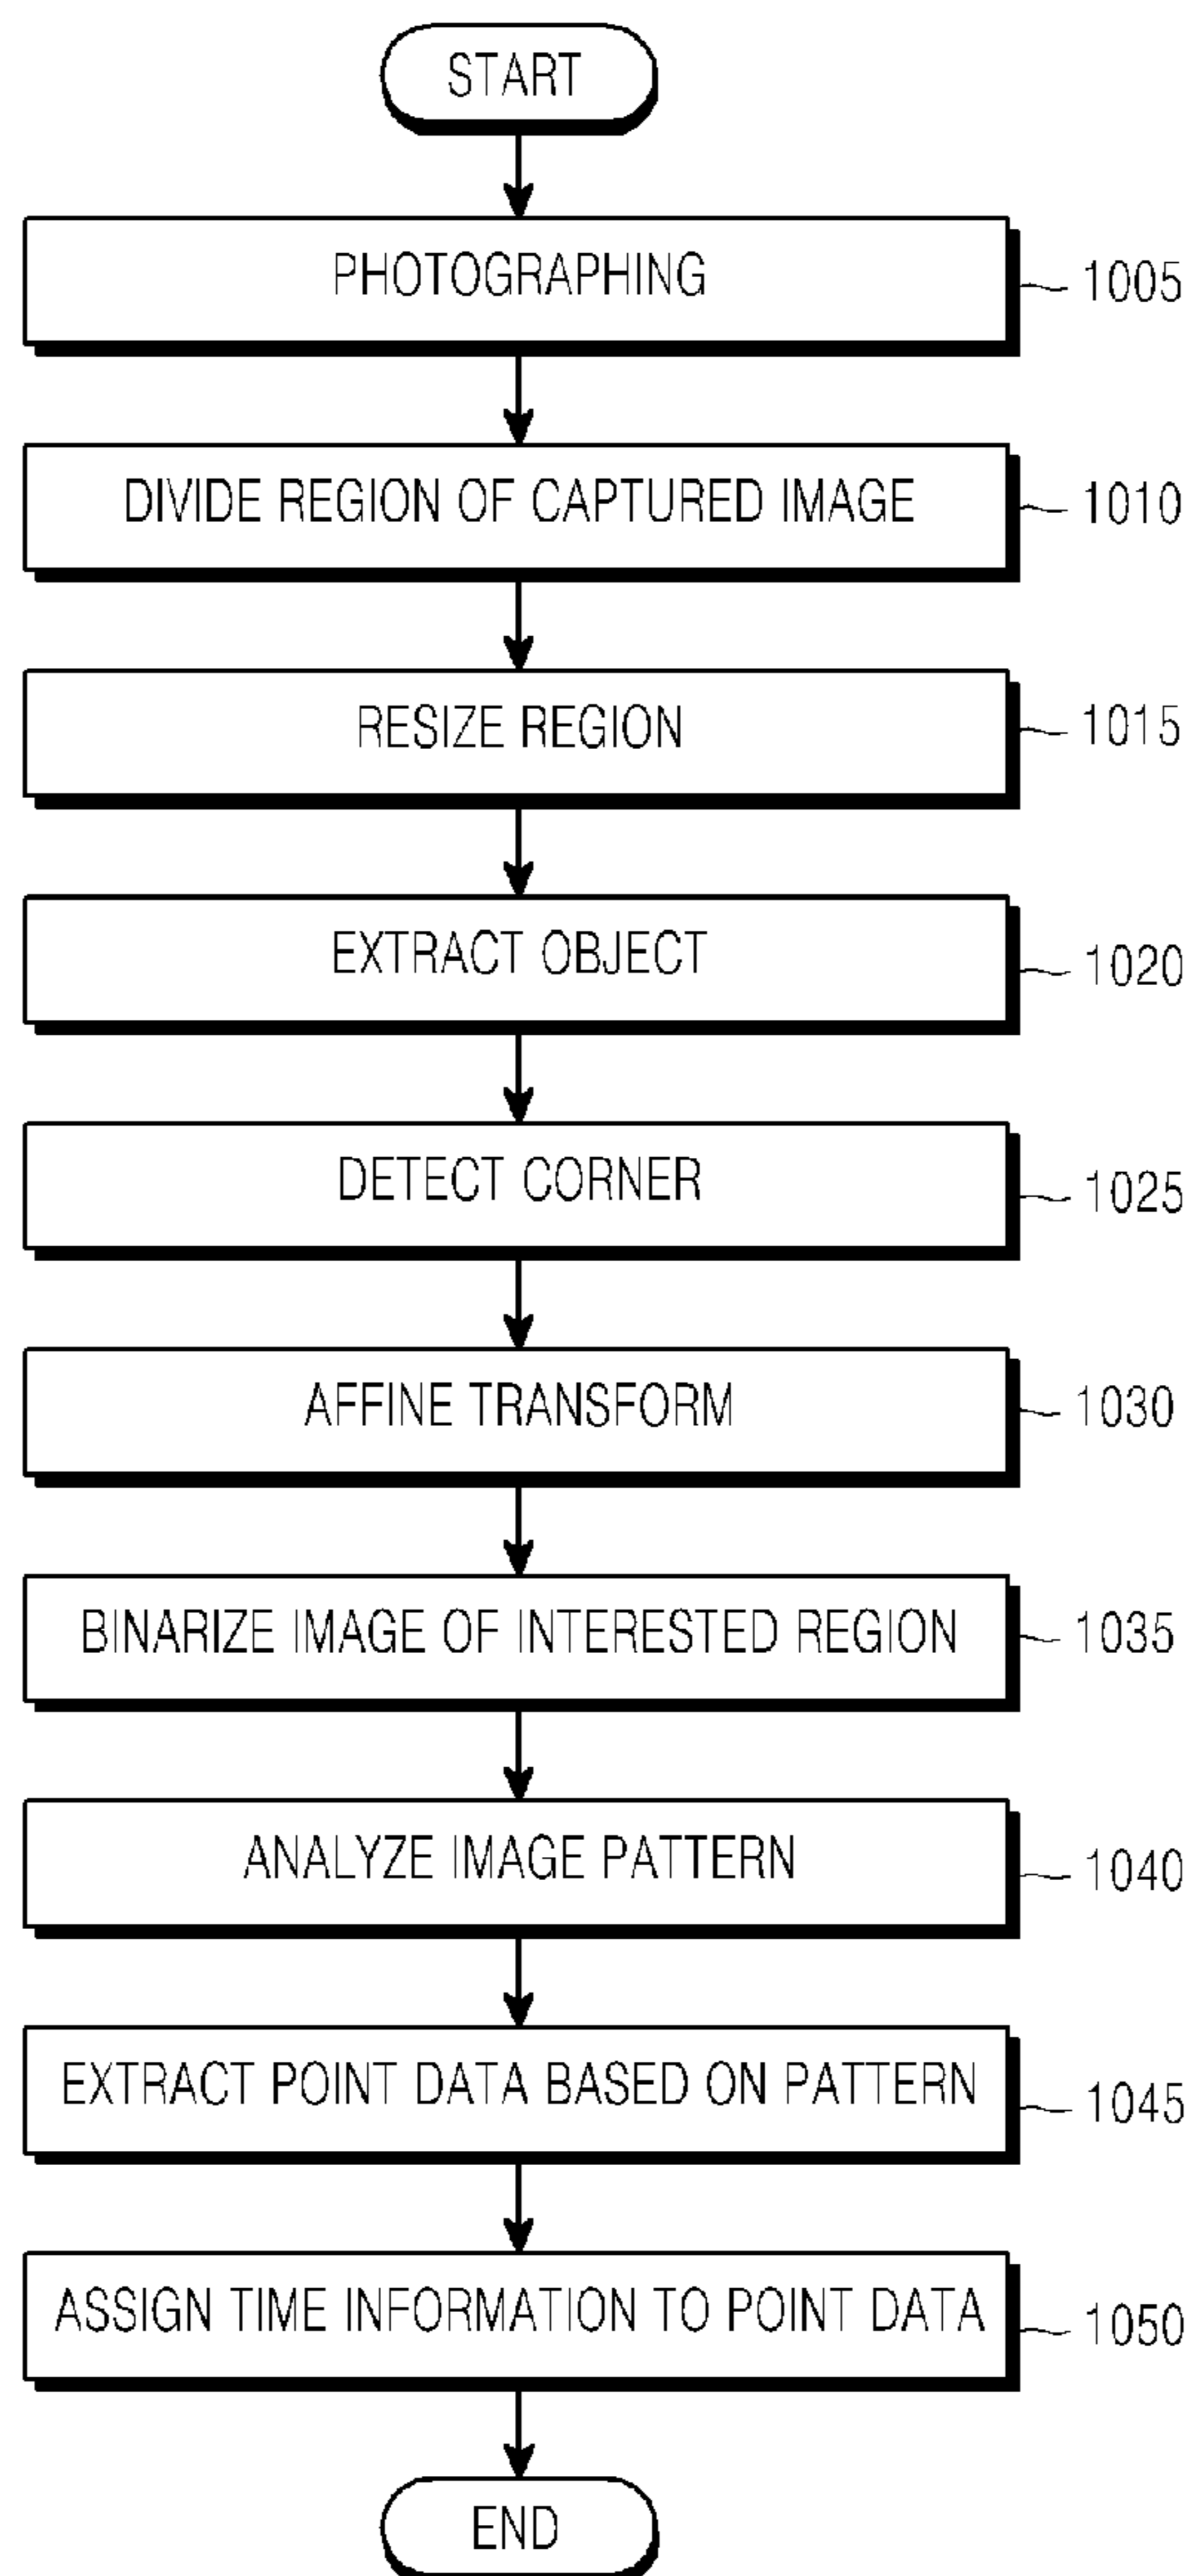 START
PHOTOGRAPHING
1005
DIVIDE REGION OF CAPTURED IMAGE
1010
RESIZE REGION
1015
EXTRACT OBJECT
1020
DETECT CORNER
1025
AFFINE TRANSFORM
1030
BINARIZE IMAGE OF INTERESTED REGION
1035
ANALYZE IMAGE PATTERN
1040
EXTRACT POINT DATA BASED ON PATTERN
1045
ASSIGN TIME INFORMATION TO POINT DATA
1050
END